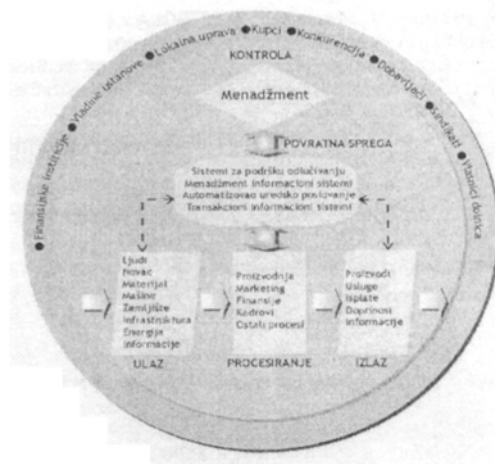 Finansijske institucije
Vladine ustanove
Lokalna uprava
Kupci
Konkurencija
Dobavljači
Sindikati
Vlasnici dolnica
KONTROLA
Menadžment
POVRATNA SPREGA
Sistemi za podršku odlučivanju
Menadžment informacioni sistemi
Automatizovao uredsko poslovanje
Transakcioni informacioni sistemi
Ljudi
Novac
Materijal
Mašine
Zemljište
Infrastruktura
Energija
Informacije
ULAZ
Proizvodnja
Marketing
Finansije
Kadrovi
Ostali procesi
PROCESIRANJE
Proizvodi
Usluge
Isplate
Doprinosi
Informacije
IZLAZ